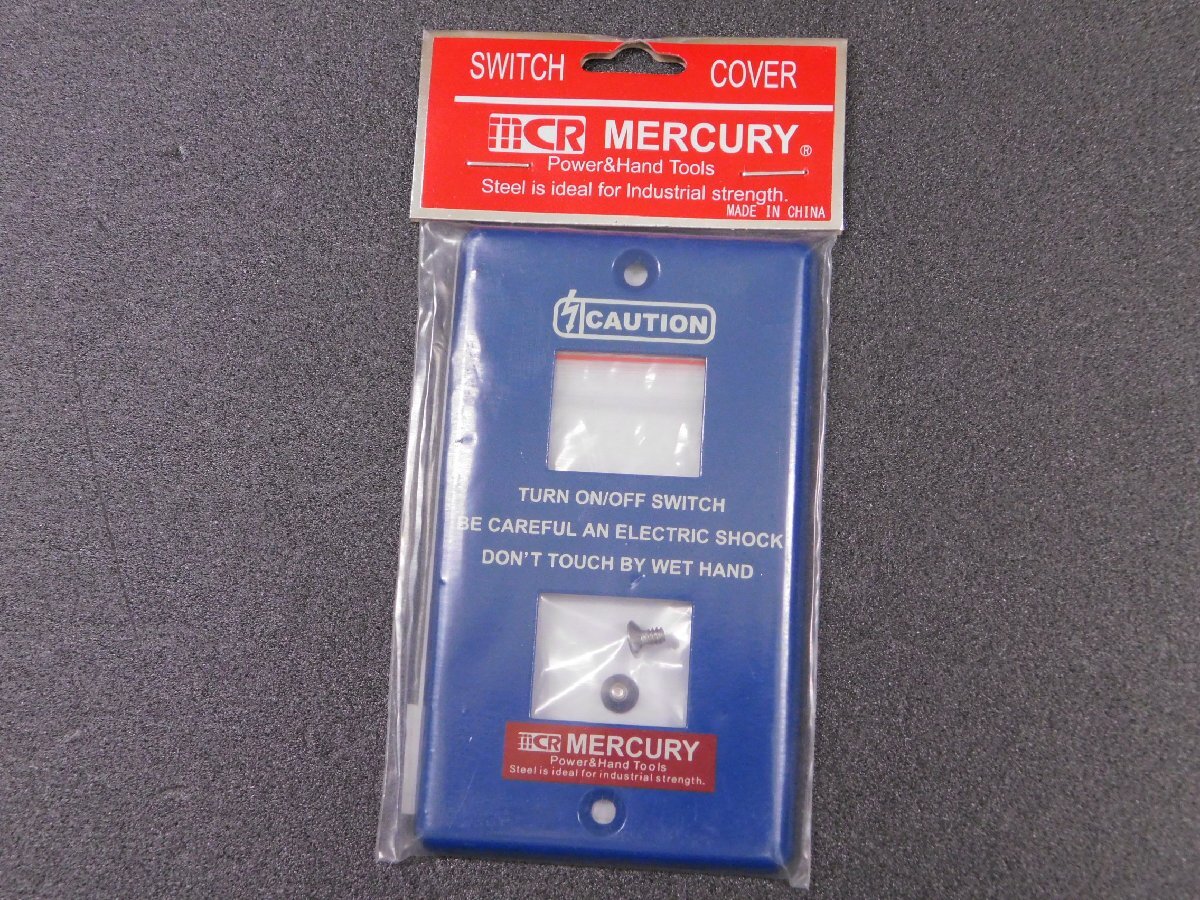 SWITCH COVER
MCR MERCURY®
Power&Hand Tools
Steel is ideal for Industrial strength.
MADE IN CHINA
CAUTION
TURN ON/OFF SWITCH
BE CAREFUL AN ELECTRIC SHOCK
DON'T TOUCH BY WET HAND
MCR MERCURY
Power&Hand Tools
Steel is ideal for industrial strength.